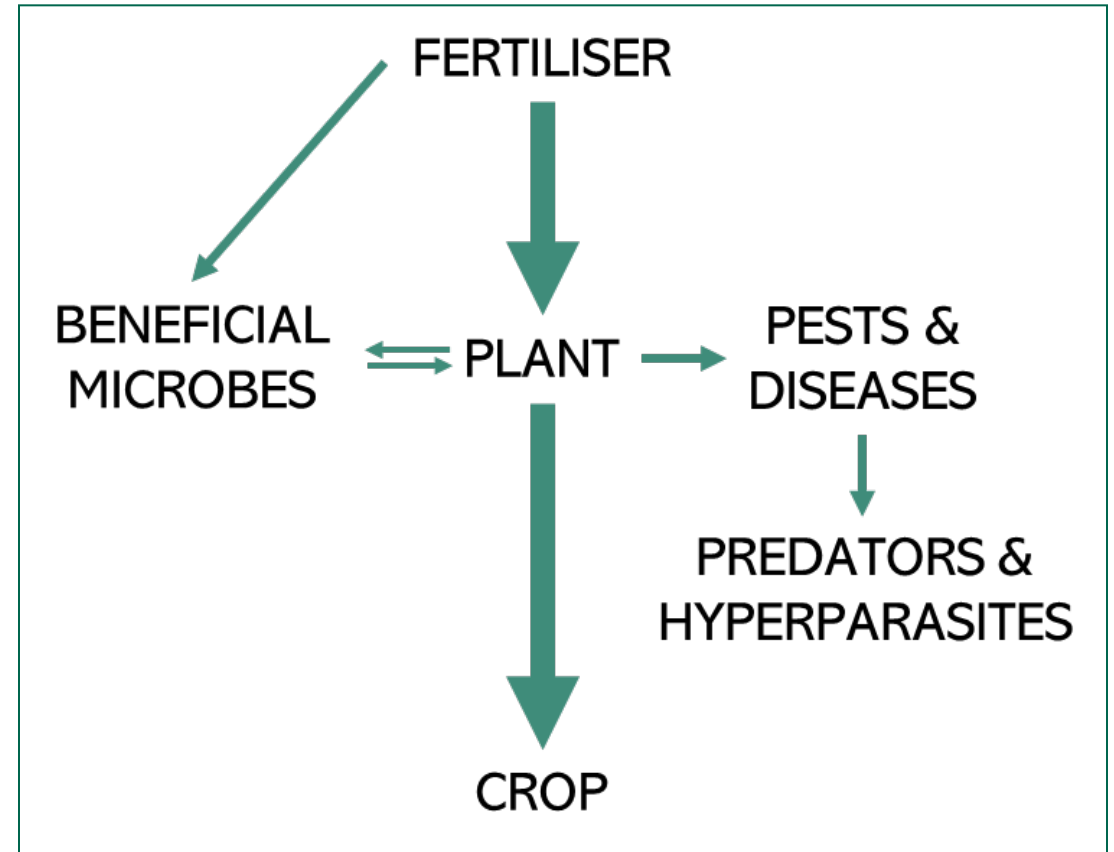 FERTILISER
BENEFICIAL
MICROBES
PLANT
PESTS &
DISEASES
PREDATORS &
HYPERPARASITES
CROP